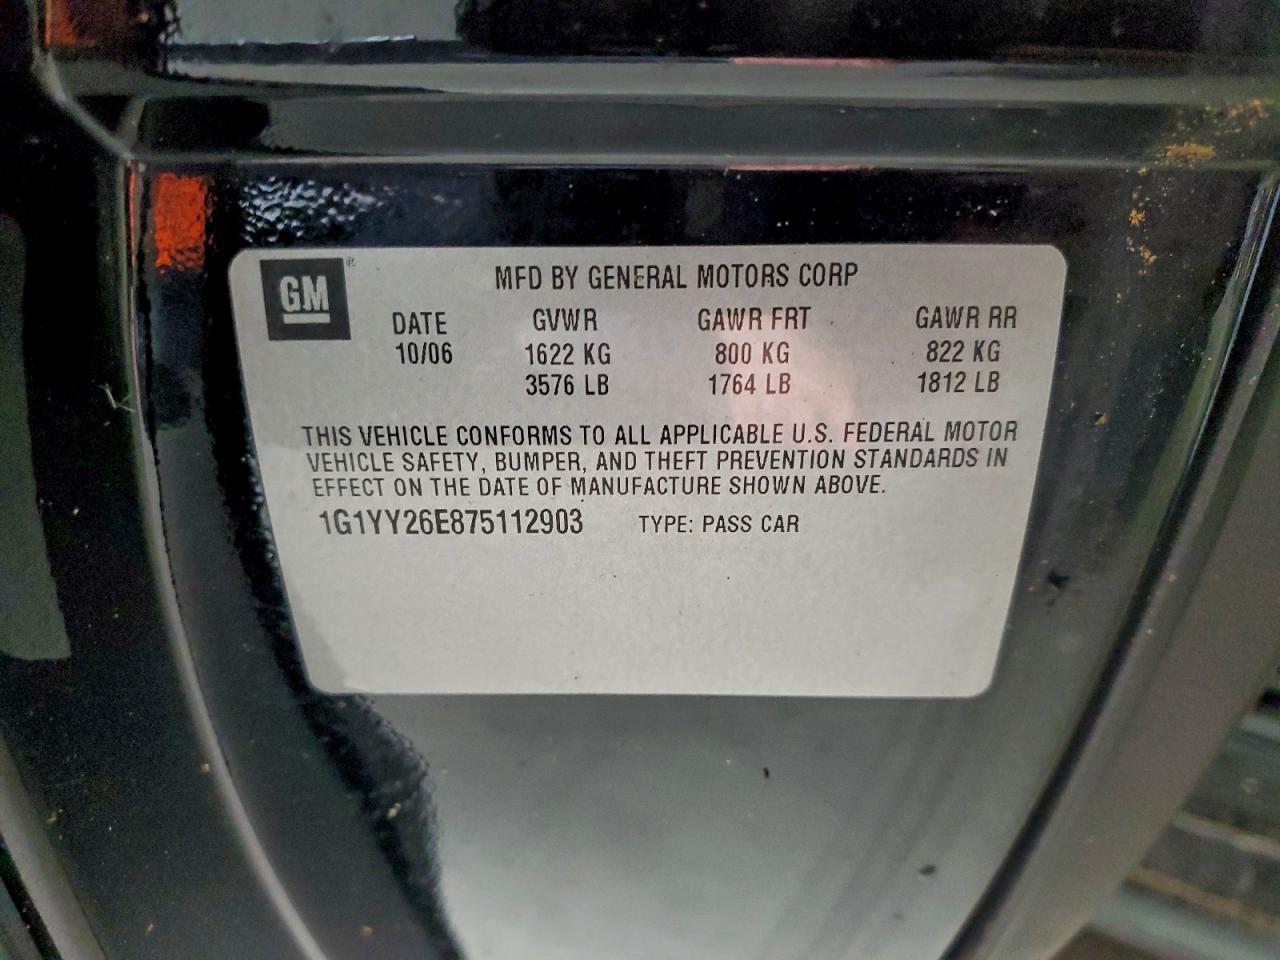 GM®
MFD BY GENERAL MOTORS CORP
DATE GVWR GAWR FRT GAWR RR
10/06 1622 KG 800 KG 822 KG
3576 LB 1764 LB 1812 LB
THIS VEHICLE CONFORMS TO ALL APPLICABLE U.S. FEDERAL MOTOR
VEHICLE SAFETY, BUMPER, AND THEFT PREVENTION STANDARDS IN
EFFECT ON THE DATE OF MANUFACTURE SHOWN ABOVE.
1G1YY26E875112903 TYPE: PASS CAR